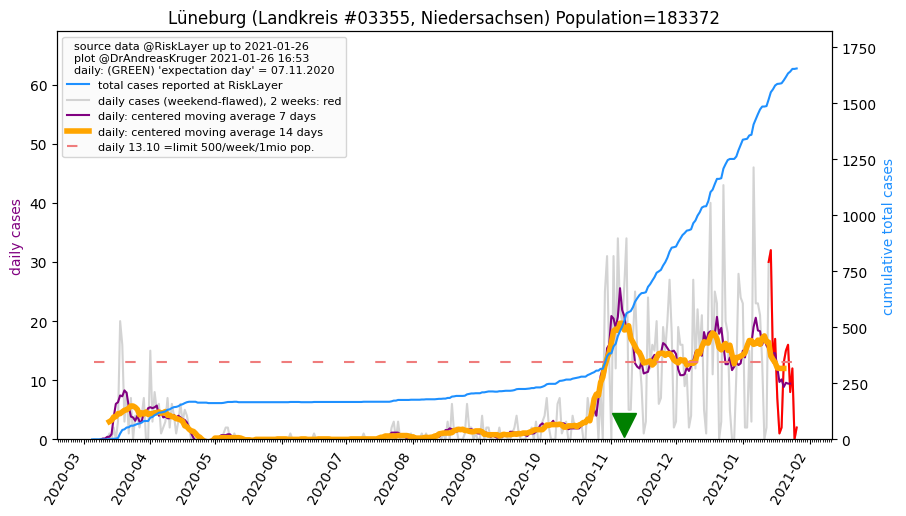 Lüneburg (Landkreis #03355, Niedersachsen) Population=183372
source data @RiskLayer up to 2021-01-26
plot @DrAndreasKruger 2021-01-26 16:53
daily: (GREEN) 'expectation day' = 07.11.2020
total cases reported at RiskLayer
daily cases (weekend-flawed), 2 weeks: red
daily: centered moving average 7 days
daily: centered moving average 14 days
daily 13.10 =limit 500/week/1mio pop.
daily cases
60
50
40
30
20
10
0
cumulative total cases
1750
1500
1250
1000
750
500
250
0
2020-03
2020-04
2020-05
2020-06
2020-07
2020-08
2020-09
2020-10
2020-11
2020-12
2021-01
2021-02